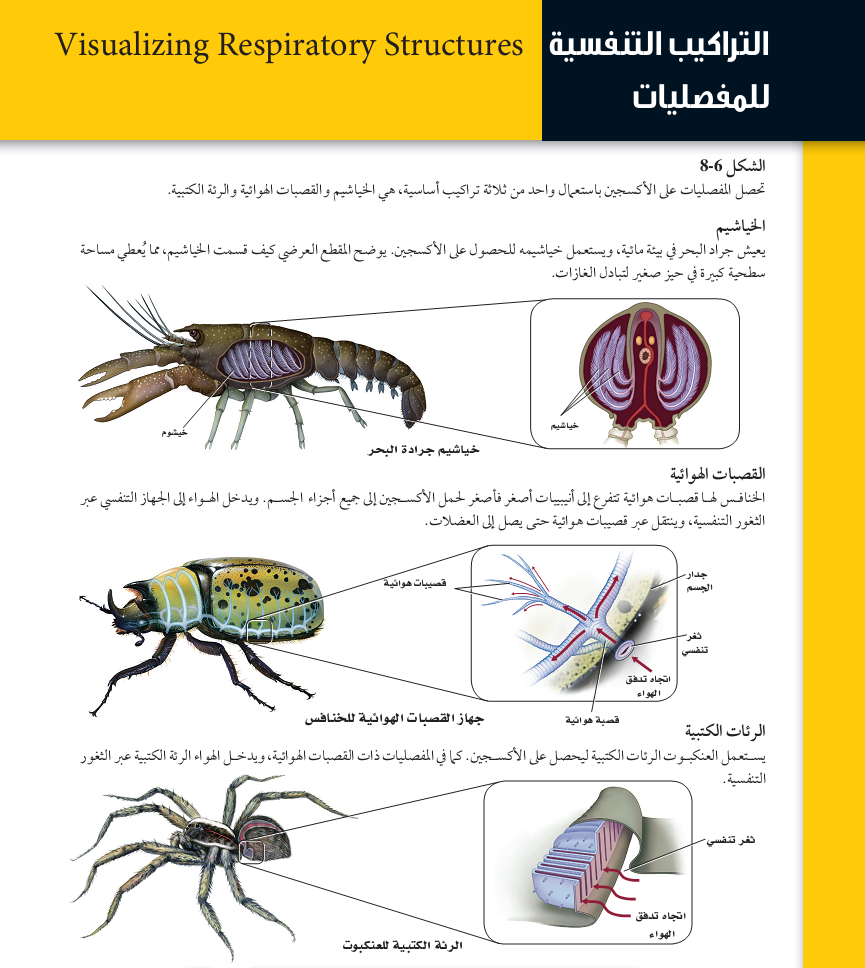 Visualizing Respiratory Structures
التراكيب التنفسية
للمفصليات
الشكل 6-8
تحصل المفصليات على الأكسجين باستعمال واحد من ثلاثة تراكيب أساسية، هي الخياشيم والقصبات الهوائية والرئة الكتبية.
الخياشيم
يعيش جراد البحر في بيئة مائية، ويستعمل خياشيمه للحصول على الأكسجين. يوضح المقطع العرضي كيف قسمت الخياشيم، مما يُعطي مساحة
سطحية كبيرة في حيز صغير لتبادل الغازات.
خيشوم
خياشيم
خياشيم جرادة البحر
القصبات الهوائية
الخنافس لها قصبات هوائية تتفرع إلى أنيبيبات أصغر فأصغر لحمل الأكسجين إلى جميع أجزاء الجسم. ويدخل الهواء إلى الجهاز التنفسي عبر
الثغور التنفسية، وينتقل عبر قصيبات هوائية حتى يصل إلى العضلات.
قصيبات هوائية
جدار
الجسم
ثغر
تنفسي
اتجاه تدفق
الهواء
قصبة هوائية
جهاز القصبات الهوائية للخنافس
الرئات الكتبية
يستعمل العنكبوت الرئات الكتبية ليحصل على الأكسجين. كما في المفصليات ذات القصبات الهوائية، ويدخل الهواء الرئة الكتبية عبر الثغور
التنفسية.
ثغر تنفسي
اتجاه تدفق
الهواء
الرئة الكتبية للعنكبوت